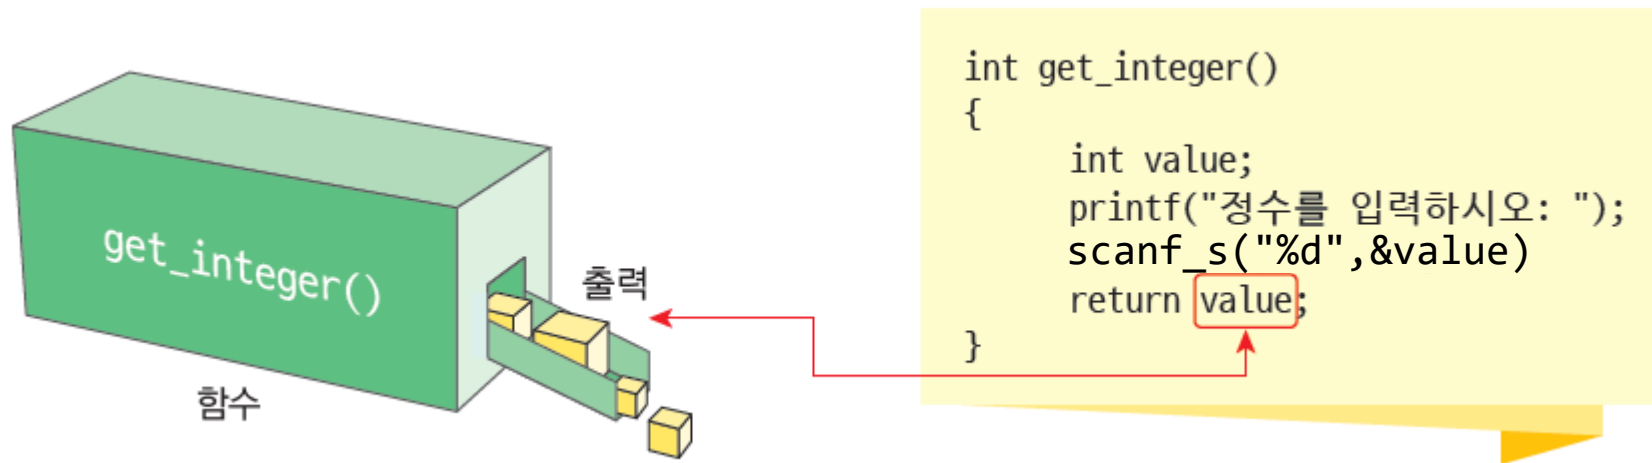 get_integer()
출력
함수
int get_integer()
{
int value;
printf("정수를 입력하시오: ");
scanf_s("%d",&value)
return value;
}